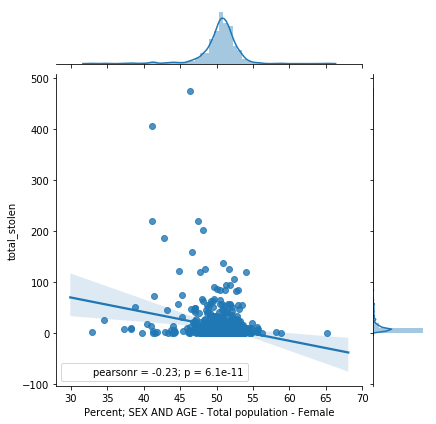 500
400
300
200
100
0
-100
total_stolen
pearsonr = -0.23; p = 6.1e-11
30 35 40 45 50 55 60 65 70
Percent; SEX AND AGE - Total population - Female